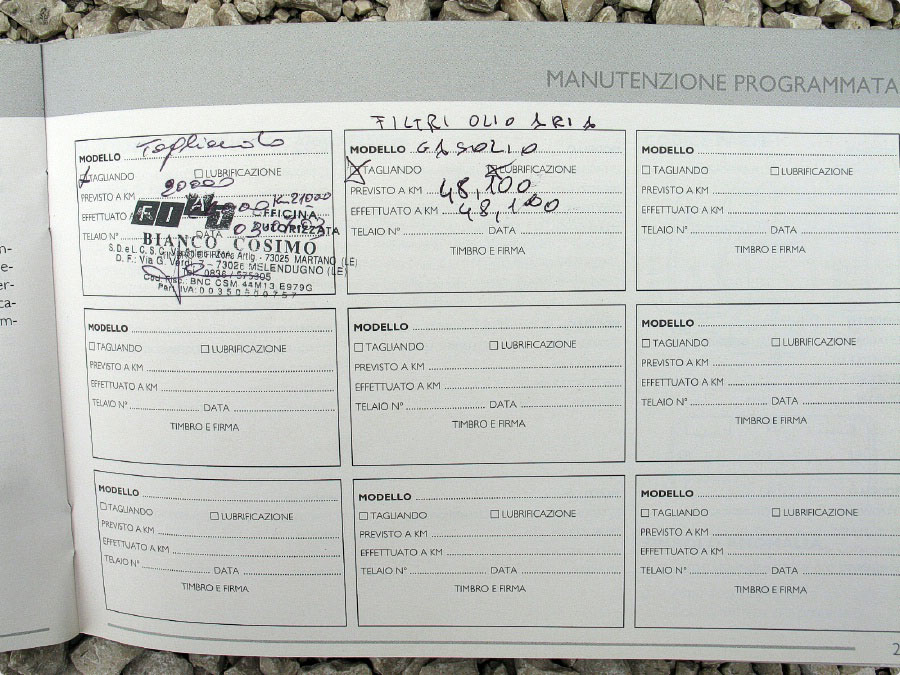 MANUTENZIONE PROGRAMMATA
MODELLO Tagliando
TAGLIANDO LUBRIFICAZIONE
PREVISTO A KM 20000
EFFETTUATO A K 21000
FIAT OFFICINA
AUTORIZZATA
TELAIO N° DATA
BIANCO COSIMO
Artig. - 73025 MARTANO (LE)
D. F.: Via G. Verdi, - 73026 MELENDUGNO (LE)
Tel. 0836 / 575305
BNC CSM 44M13 E979G
Part. IVA:
FILTRI OLIO ARIA
MODELLO GASOLIO
TAGLIANDO LUBRIFICAZIONE
PREVISTO A KM 48,100
EFFETTUATO A KM 48,100
TELAIO N° DATA
TIMBRO E FIRMA
MODELLO
TAGLIANDO LUBRIFICAZIONE
PREVISTO A KM
EFFETTUATO A KM
TELAIO N° DATA
TIMBRO E FIRMA
MODELLO
TAGLIANDO LUBRIFICAZIONE
PREVISTO A KM
EFFETTUATO A KM
TELAIO N° DATA
TIMBRO E FIRMA
MODELLO
TAGLIANDO LUBRIFICAZIONE
PREVISTO A KM
EFFETTUATO A KM
TELAIO N° DATA
TIMBRO E FIRMA
MODELLO
TAGLIANDO LUBRIFICAZIONE
PREVISTO A KM
EFFETTUATO A KM
TELAIO N° DATA
TIMBRO E FIRMA
MODELLO
TAGLIANDO LUBRIFICAZIONE
PREVISTO A KM
EFFETTUATO A KM
TELAIO N° DATA
TIMBRO E FIRMA
MODELLO
TAGLIANDO LUBRIFICAZIONE
PREVISTO A KM
EFFETTUATO A KM
TELAIO N° DATA
TIMBRO E FIRMA
MODELLO
TAGLIANDO LUBRIFICAZIONE
PREVISTO A KM
EFFETTUATO A KM
TELAIO N° DATA
TIMBRO E FIRMA